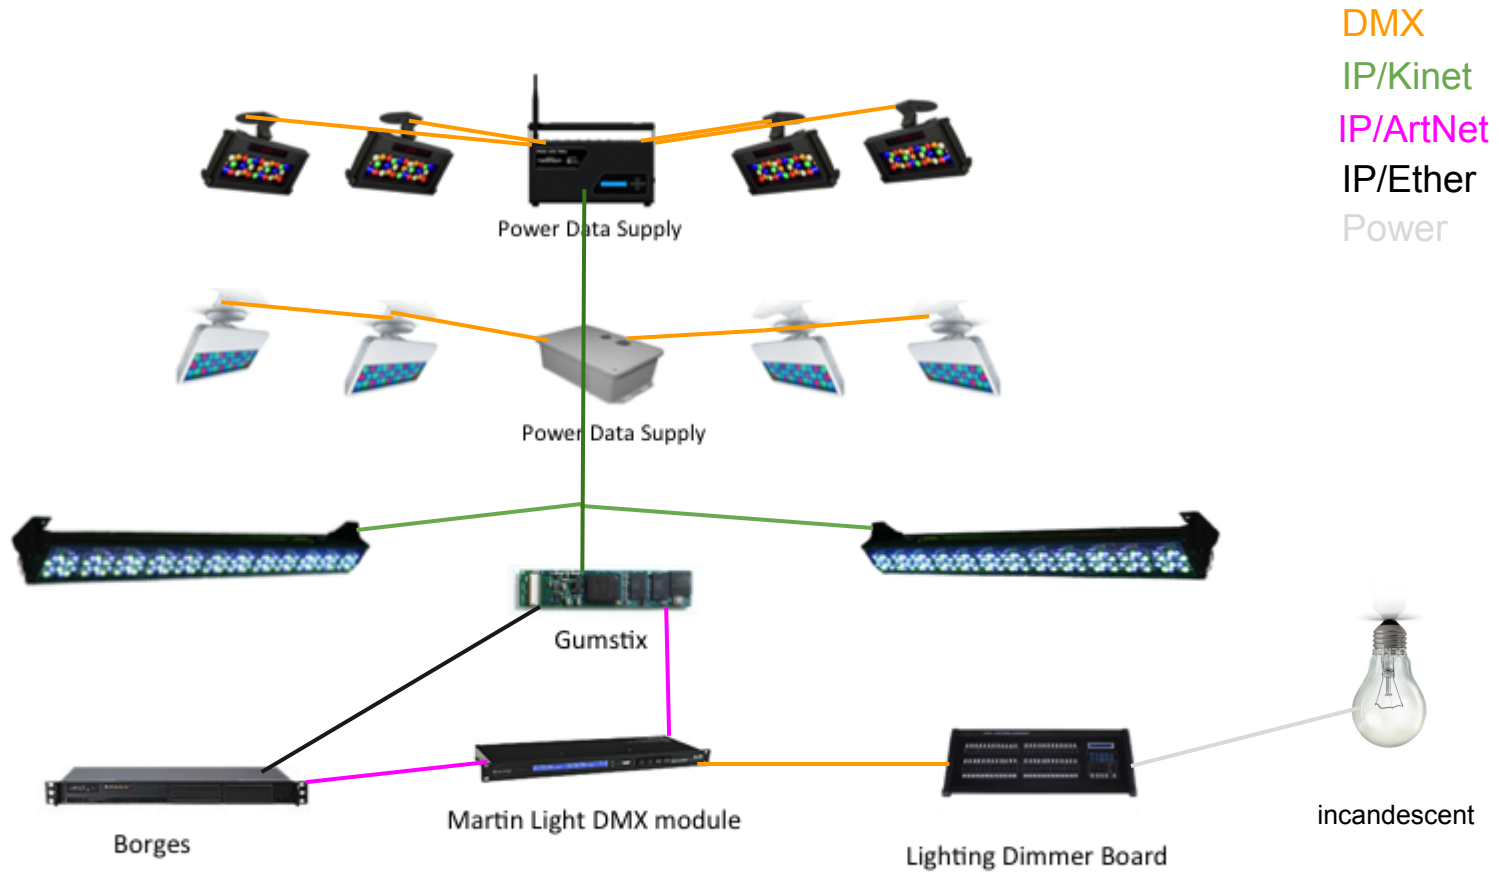 DMX
IP/Kinet
IP/ArtNet
IP/Ether
Power
Power Data Supply
Power Data Supply
Gumstix
Martin Light DMX module
Borges
Lighting Dimmer Board
incandescent